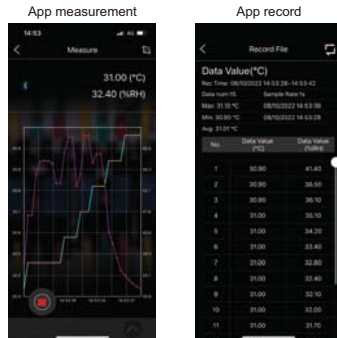 App measurement
14:53
Measure
31.00 (°C)
32.40 (%RH)
App record
Record File
Data Value(°C)
Rec Time: 08/10/2022 14:53:28~14:53:42
Data num:15 Sample Rate:1s
Max: 31.10 °C 08/10/2022 14:53:39
Min: 30.90 °C 08/10/2022 14:53:28
Avg: 31.01 °C
No. Data Value (°C) Data Value (%RH)
1 30.90 41.40
2 30.90 38.50
3 30.90 36.10
4 31.00 35.10
5 31.00 34.20
6 31.00 33.40
7 31.00 32.80
8 31.00 32.40
9 31.00 32.10
10 31.00 32.00
11 31.00 31.70